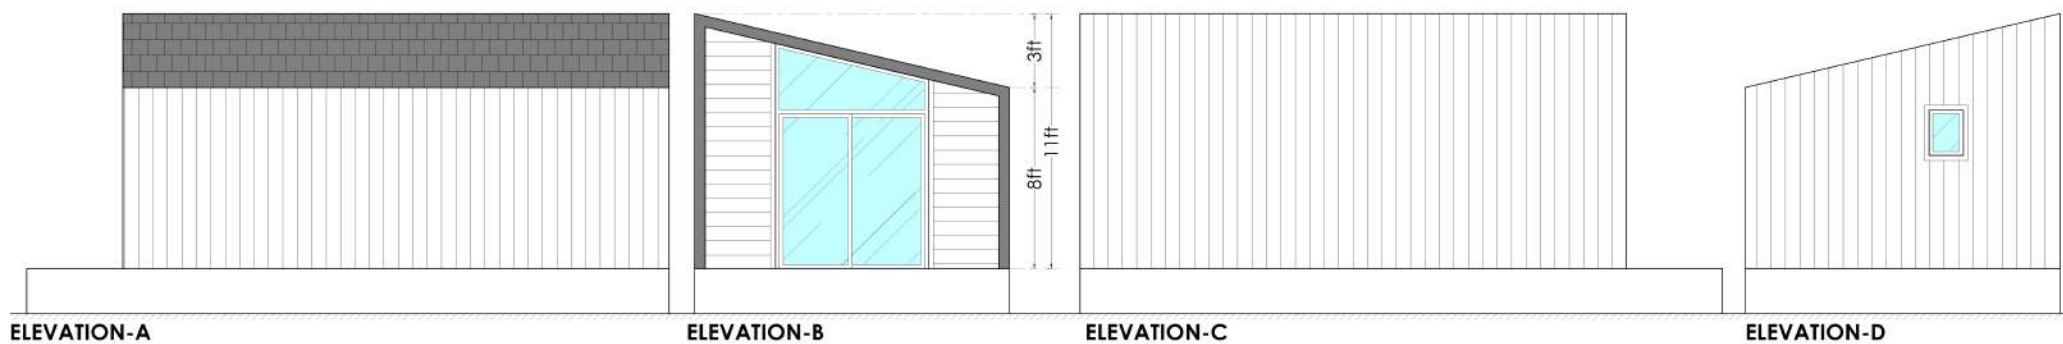 3ft
11ft
8ft
ELEVATION-A
ELEVATION-B
ELEVATION-C
ELEVATION-D